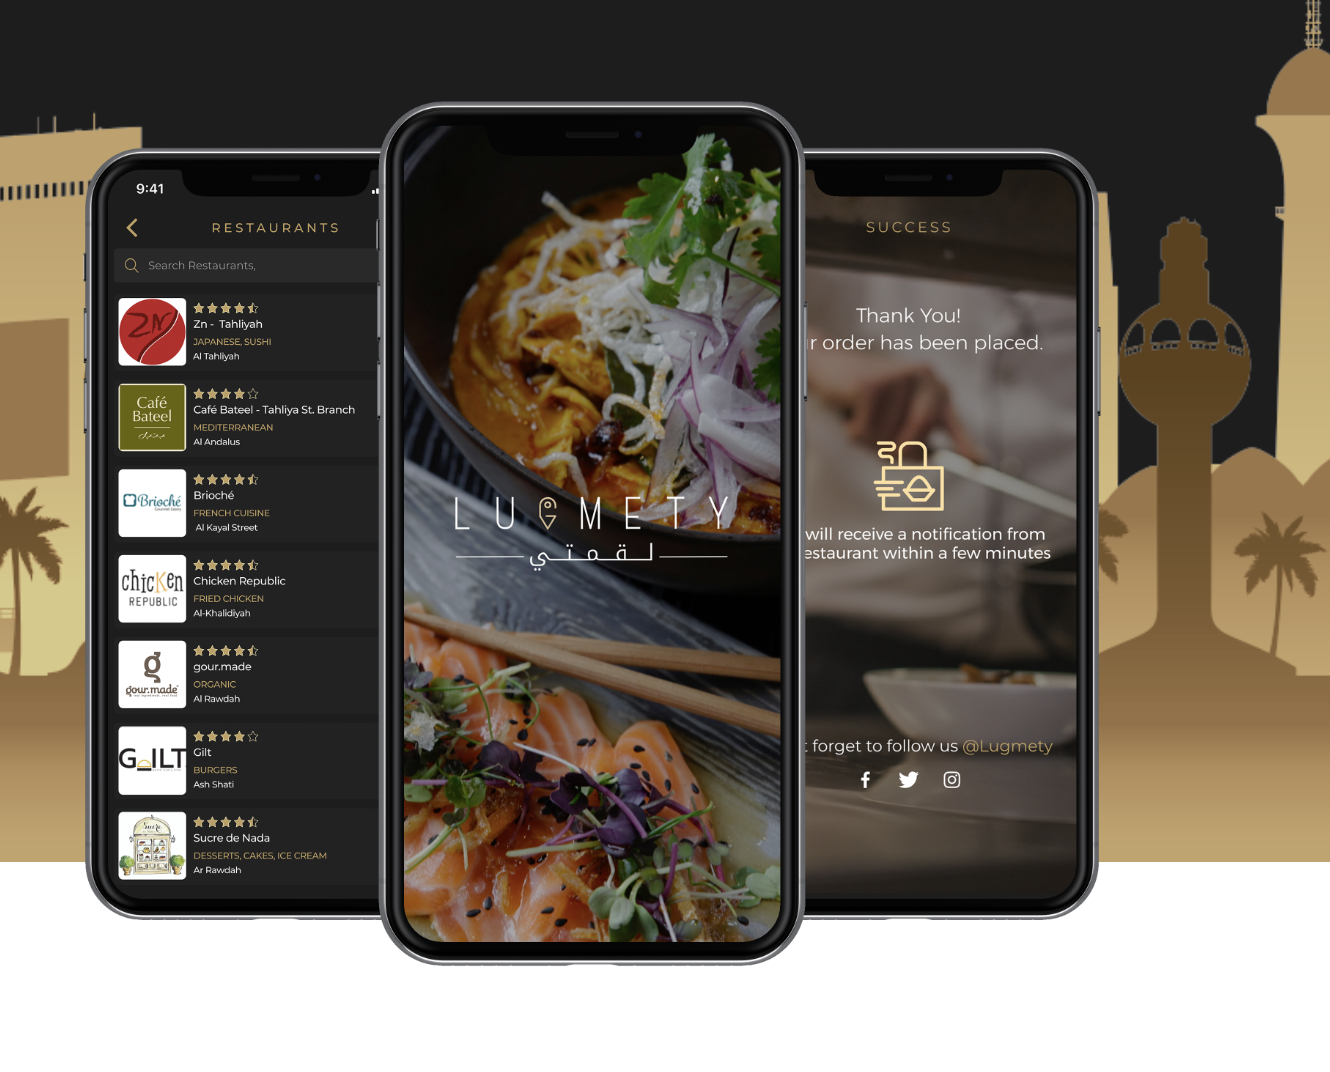 9:41
RESTAURANTS
Search Restaurants,
ZN
Zn - Tahliyah
JAPANESE, SUSHI
Al Tahliyah
Café
Bateel
Café Bateel - Tahliya St. Branch
MEDITERRANEAN
Al Andalus
Brioché
Brioché
FRENCH CUISINE
Al Kayal Street
chicKen
REPUBLIC
Chicken Republic
FRIED CHICKEN
Al-Khalidiyah
g
gour.made
gour.made
ORGANIC
Al Rawdah
GILT
Gilt
BURGERS
Ash Shati
Sucre
Sucre de Nada
DESSERTS, CAKES, ICE CREAM
Ar Rawdah
LUGMETY
لقمتي
SUCCESS
Thank You!
r order has been placed.
will receive a notification from
estaurant within a few minutes
t forget to follow us @Lugmety